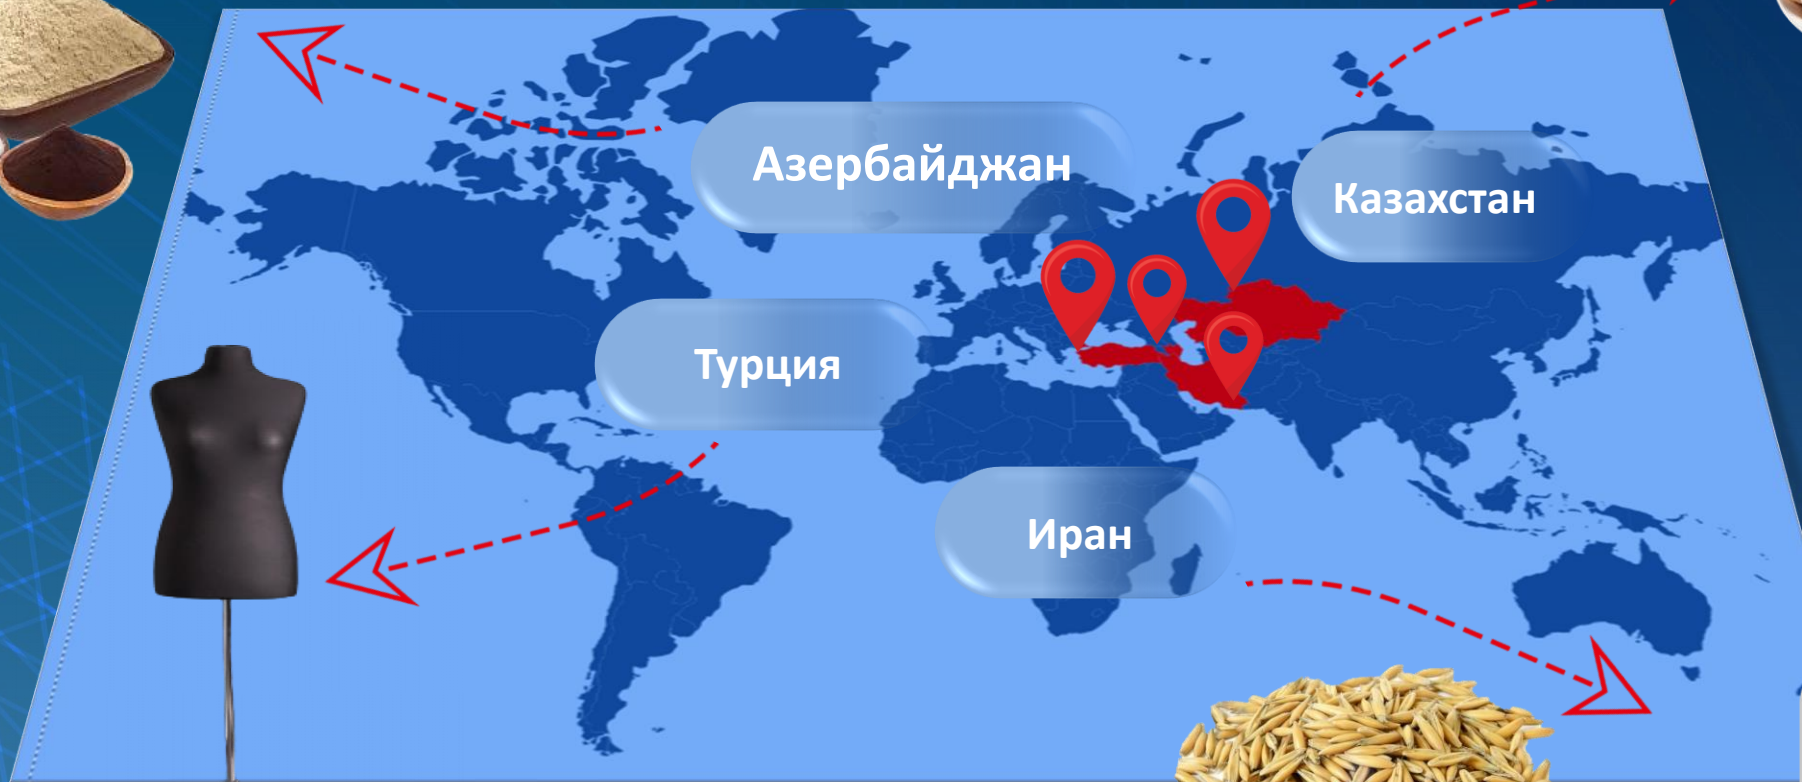 Азербайджан
Казахстан
Турция
Иран